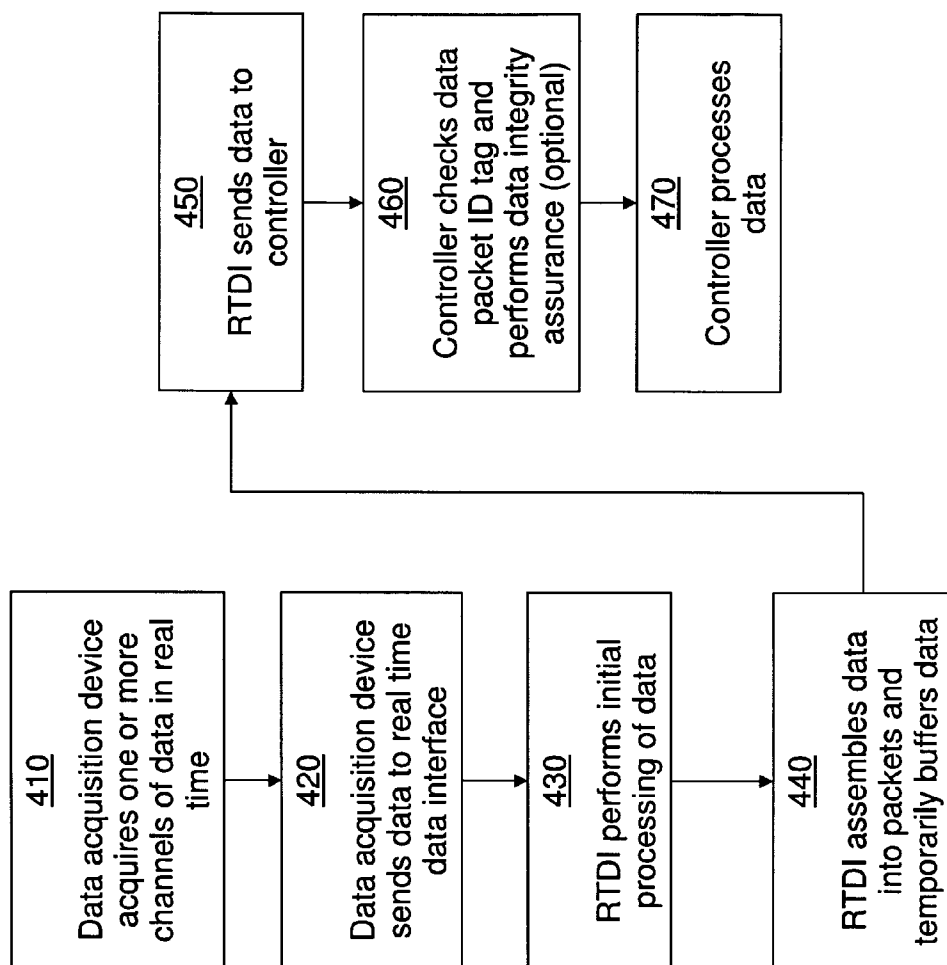 410
Data acquisition device
acquires one or more
channels of data in real
time
420
Data acquisition device
sends data to real time
data interface
430
RTDI performs initial
processing of data
440
RTDI assembles data
into packets and
temporarily buffers data
450
RTDI sends data to
controller
460
Controller checks data
packet ID tag and
performs data integrity
assurance (optional)
470
Controller processes
data